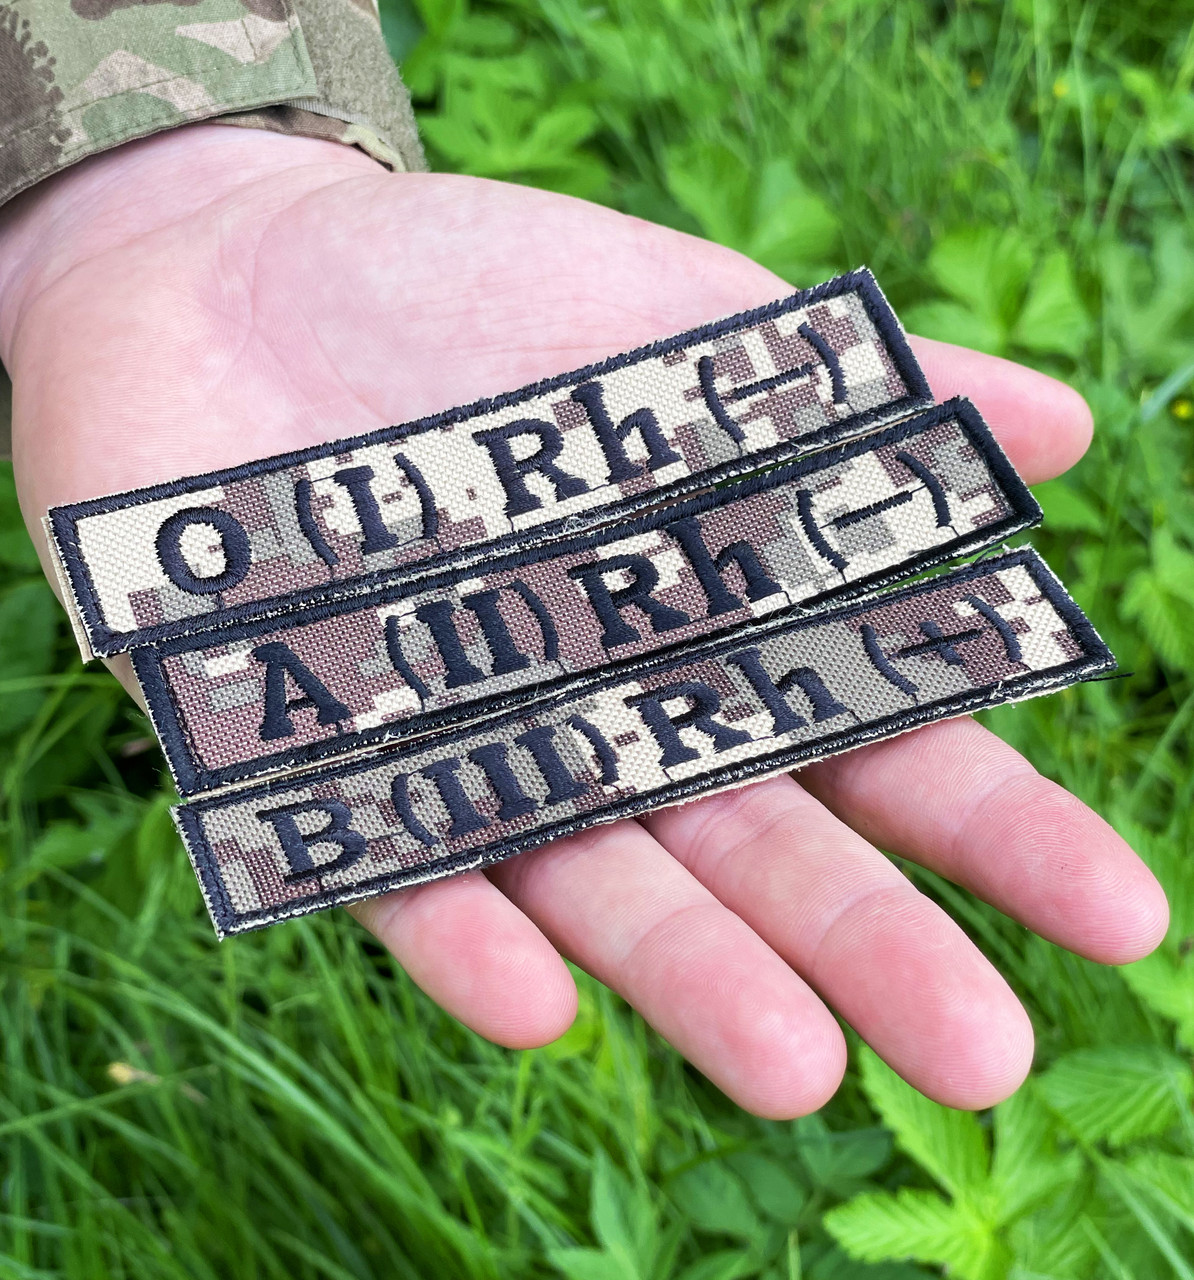 O (I) Rh (-)
A (II) Rh (-)
B (III) Rh (+)